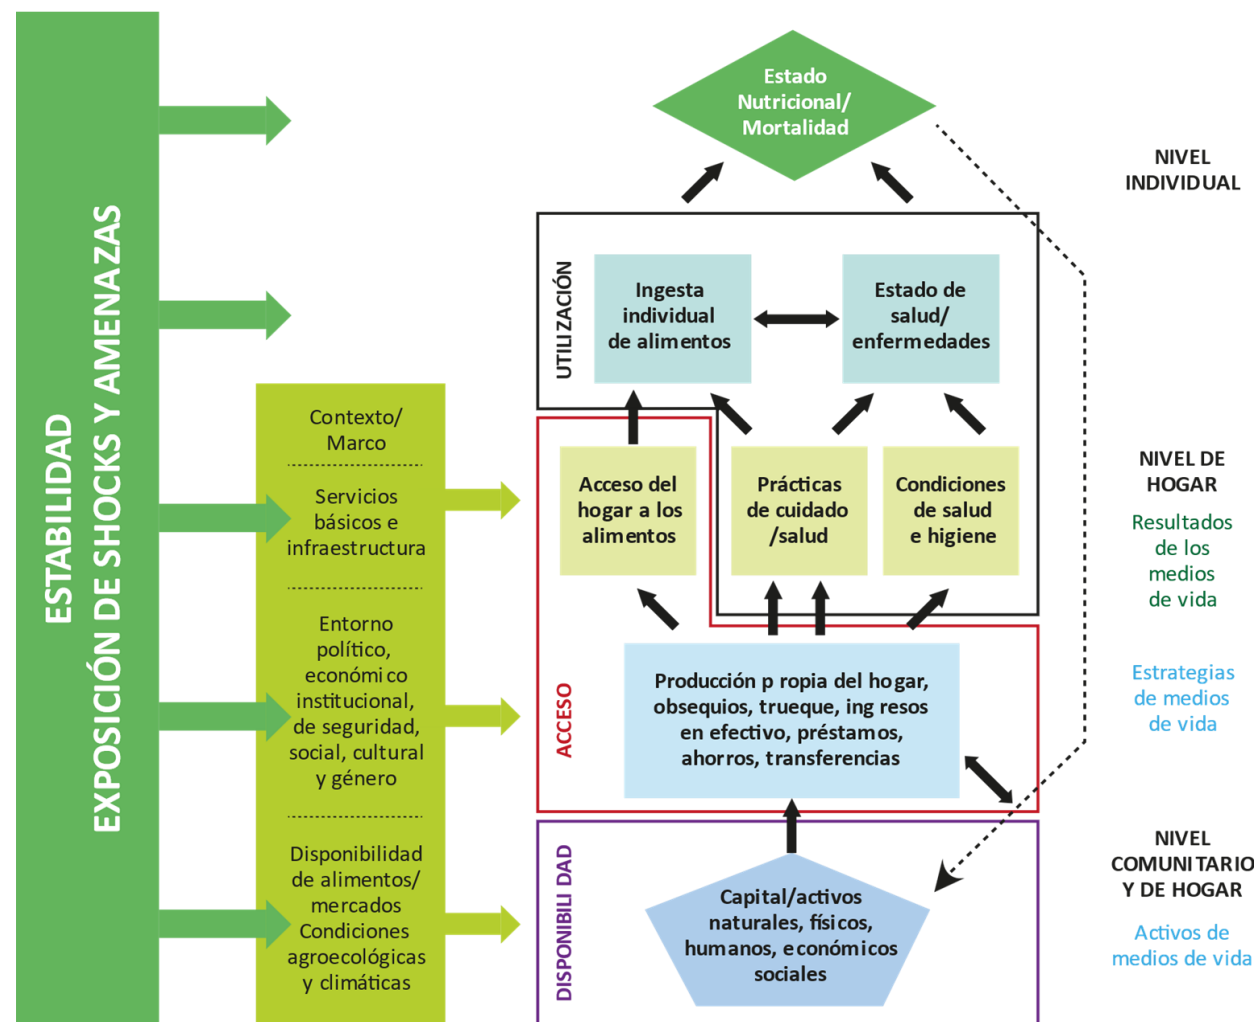 ESTABILIDAD
EXPOSICIÓN DE SHOCKS Y AMENAZAS
Contexto/
Marco
Servicios
básicos e
infraestructura
Entorno
político,
económico
institucional,
de seguridad,
social, cultural
y género
Disponibilidad
de alimentos/
mercados
Condiciones
agroecológicas
y climáticas
Estado
Nutricional/
Mortalidad
UTILIZACIÓN
Ingesta
individual
de alimentos
Estado de
salud/
enfermedades
ACCESO
Acceso del
hogar a los
alimentos
Prácticas
de cuidado
/salud
Condiciones
de salud
e higiene
Producción p ropia del hogar,
obsequios, trueque, ing resos
en efectivo, préstamos,
ahorros, transferencias
DISPONIBILI DAD
Capital/activos
naturales, físicos,
humanos, económicos
sociales
NIVEL
INDIVIDUAL
NIVEL DE
HOGAR
Resultados
de los
medios
de vida
Estrategias
de medios
de vida
NIVEL
COMUNITARIO
Y DE HOGAR
Activos de
medios de vida